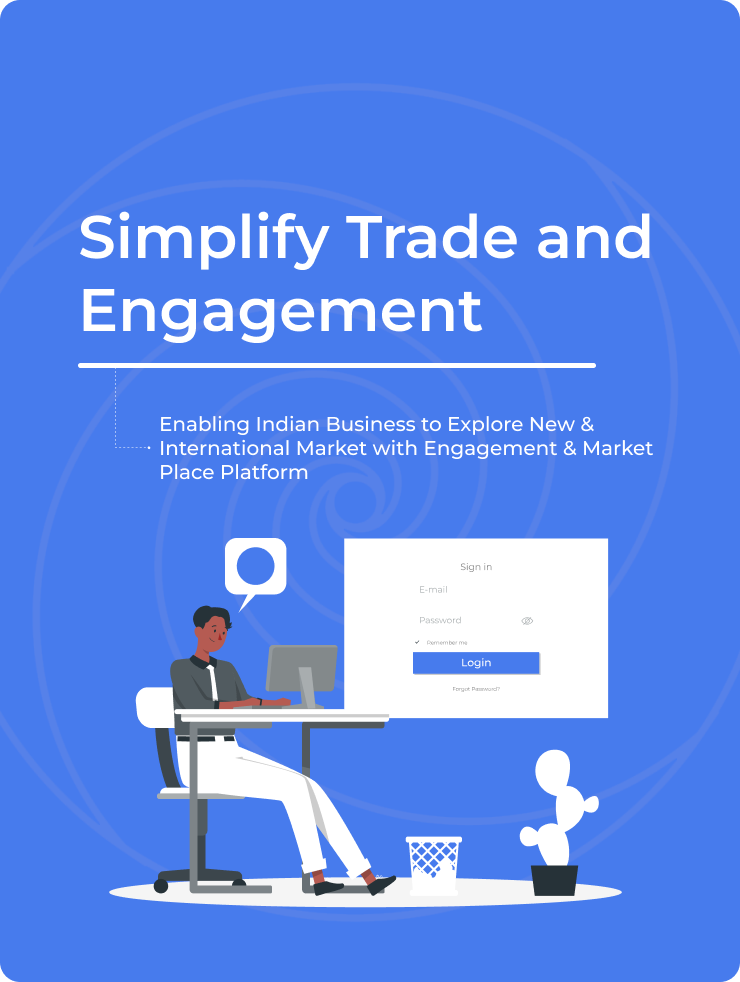 Simplify Trade and
Engagement
Enabling Indian Business to Explore New &
International Market with Engagement & Market
Place Platform
Sign in
E-mail
Password
Remember me
Login
Forgot Password?